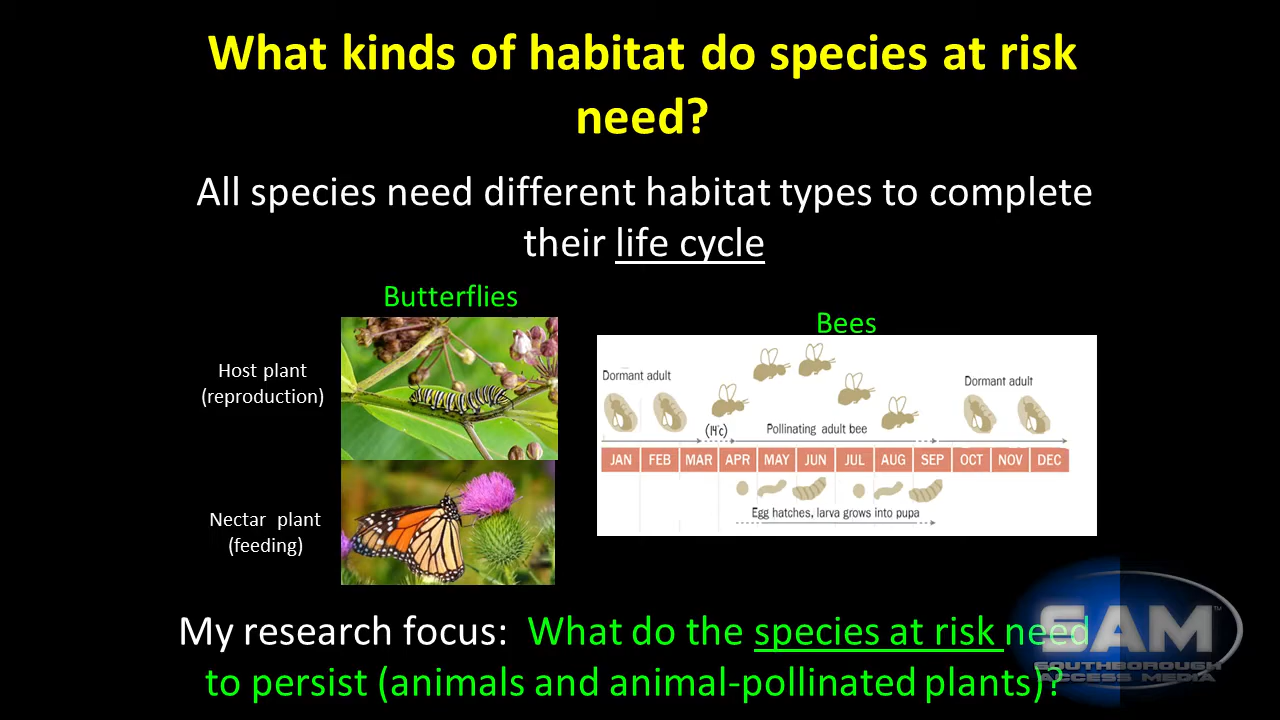 What kinds of habitat do species at risk
need?
All species need different habitat types to complete
their life cycle
Butterflies
Host plant
(reproduction)
Nectar plant
(feeding)
Bees
Dormant adult
Dormant adult
(14°c)
Pollinating adult bee
JAN FEB MAR APR MAY JUN JUL AUG SEP OCT NOV DEC
Egg hatches, larva grows into pupa
My research focus: What do the species at risk need
to persist (animals and animal-pollinated plants)?
SAM™
SOUTHBOROUGH
ACCESS MEDIA